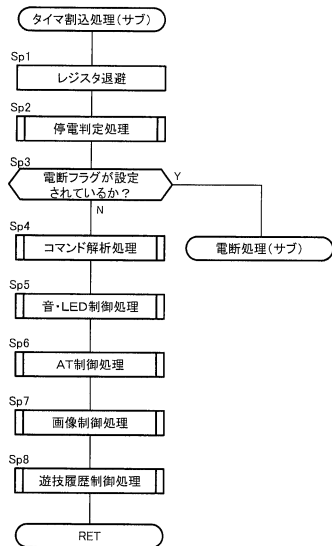 タイマ割込処理(サブ)
Sp1
レジスタ退避
Sp2
停電判定処理
Sp3
電断フラグが設定
されているか?
Y
N
Sp4
コマンド解析処理
電断処理(サブ)
Sp5
音・LED制御処理
Sp6
AT制御処理
Sp7
画像制御処理
Sp8
遊技履歴制御処理
RET